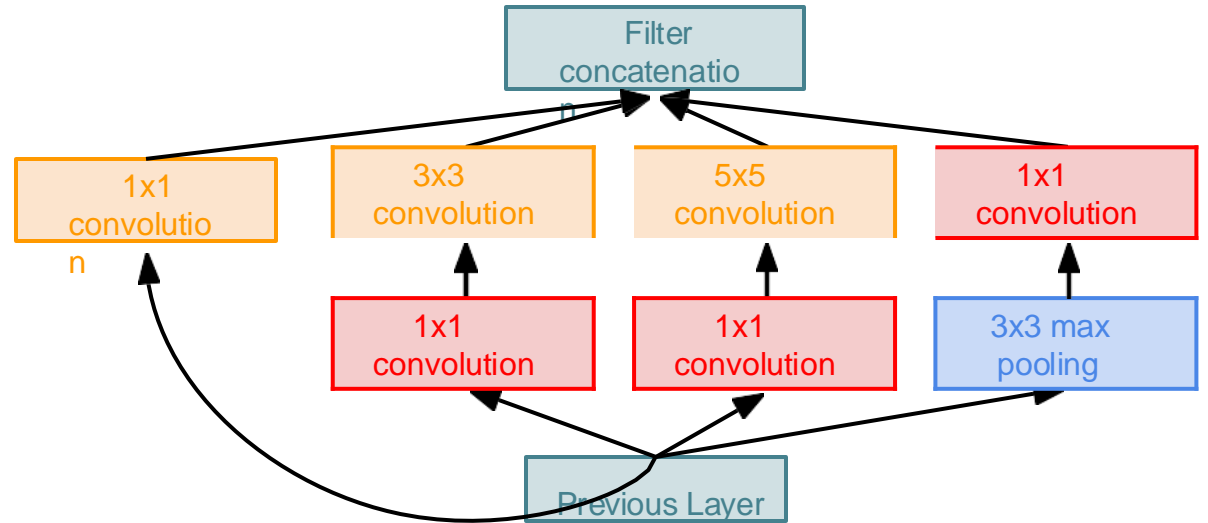 Filter
concatenatio
n
1x1
convolutio
n
3x3
convolution
5x5
convolution
1x1
convolution
1x1
convolution
1x1
convolution
3x3 max
pooling
Previous Layer